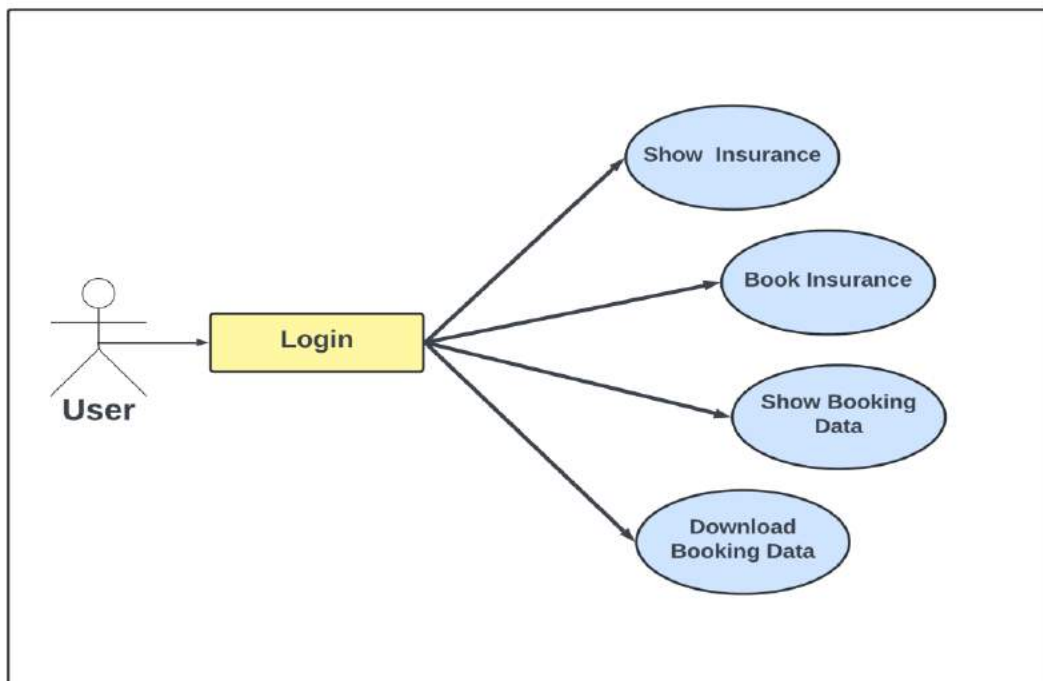 Show Insurance
Book Insurance
Login
User
Show Booking
Data
Download
Booking Data